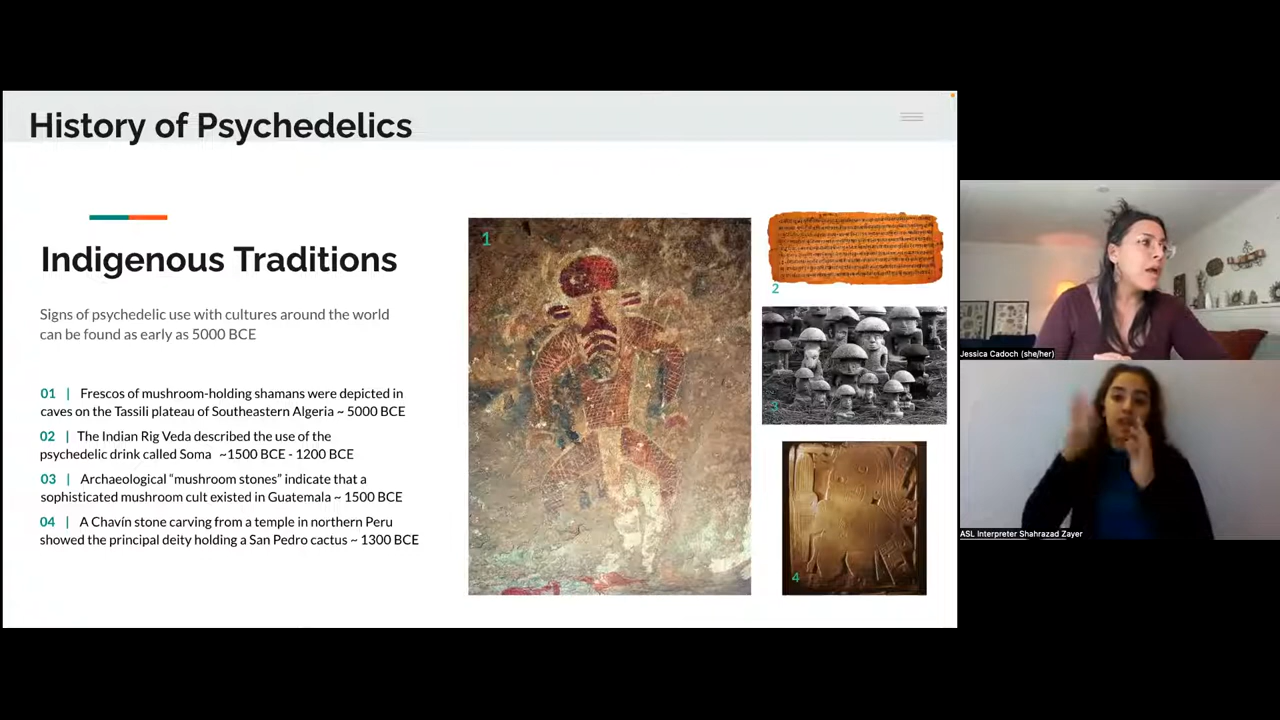 History of Psychedelics
Indigenous Traditions
Signs of psychedelic use with cultures around the world
can be found as early as 5000 BCE
01 | Frescos of mushroom-holding shamans were depicted in
caves on the Tassili plateau of Southeastern Algeria ~ 5000 BCE
02 | The Indian Rig Veda described the use of the
psychedelic drink called Soma ~1500 BCE - 1200 BCE
03 | Archaeological “mushroom stones” indicate that a
sophisticated mushroom cult existed in Guatemala ~ 1500 BCE
04 | A Chavín stone carving from a temple in northern Peru
showed the principal deity holding a San Pedro cactus ~ 1300 BCE
1
2
3
4
Jessica Cadoch (she/her)
ASL Interpreter Shahrazad Zayer